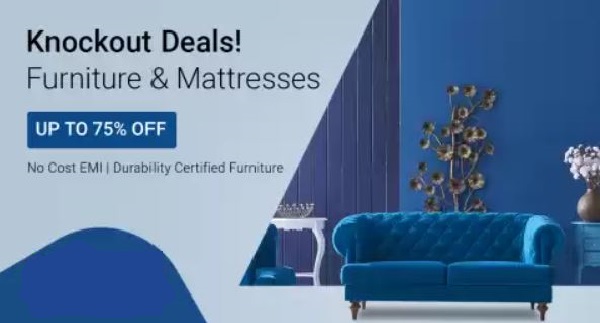 Knockout Deals!
Furniture & Mattresses
UP TO 75% OFF
No Cost EMI | Durability Certified Furniture